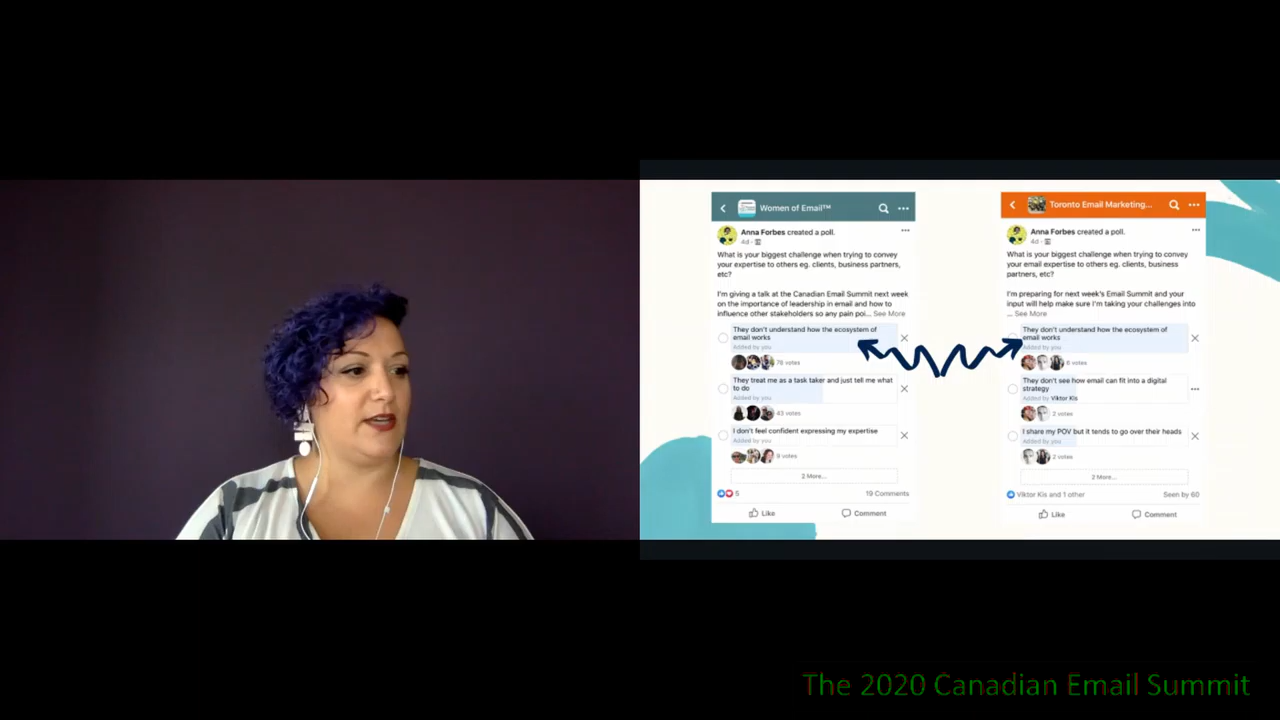 Women of Email™
Anna Forbes created a poll.
4d
What is your biggest challenge when trying to convey
your expertise to others eg. clients, business partners,
etc?
I'm giving a talk at the Canadian Email Summit next week
on the importance of leadership in email and how to
influence other stakeholders so any pain poi... See More
They don't understand how the ecosystem of
email works
Added by you
76 votes
They treat me as a task taker and just tell me what
to do
Added by you
43 votes
I don't feel confident expressing my expertise
Added by you
9 votes
2 More...
5
19 Comments
Like
Comment
Toronto Email Marketing...
Anna Forbes created a poll.
4d
What is your biggest challenge when trying to convey
your email expertise to others eg. clients, business
partners, etc?
I'm preparing for next week's Email Summit and your
input will help make sure I'm taking your challenges into
... See More
They don't understand how the ecosystem of
email works
Added by you
8 votes
They don't see how email can fit into a digital
strategy
Added by Viktor Kis
2 votes
I share my POV but it tends to go over their heads
Added by you
2 votes
2 More...
Viktor Kis and 1 other
Seen by 60
Like
Comment
The 2020 Canadian Email Summit